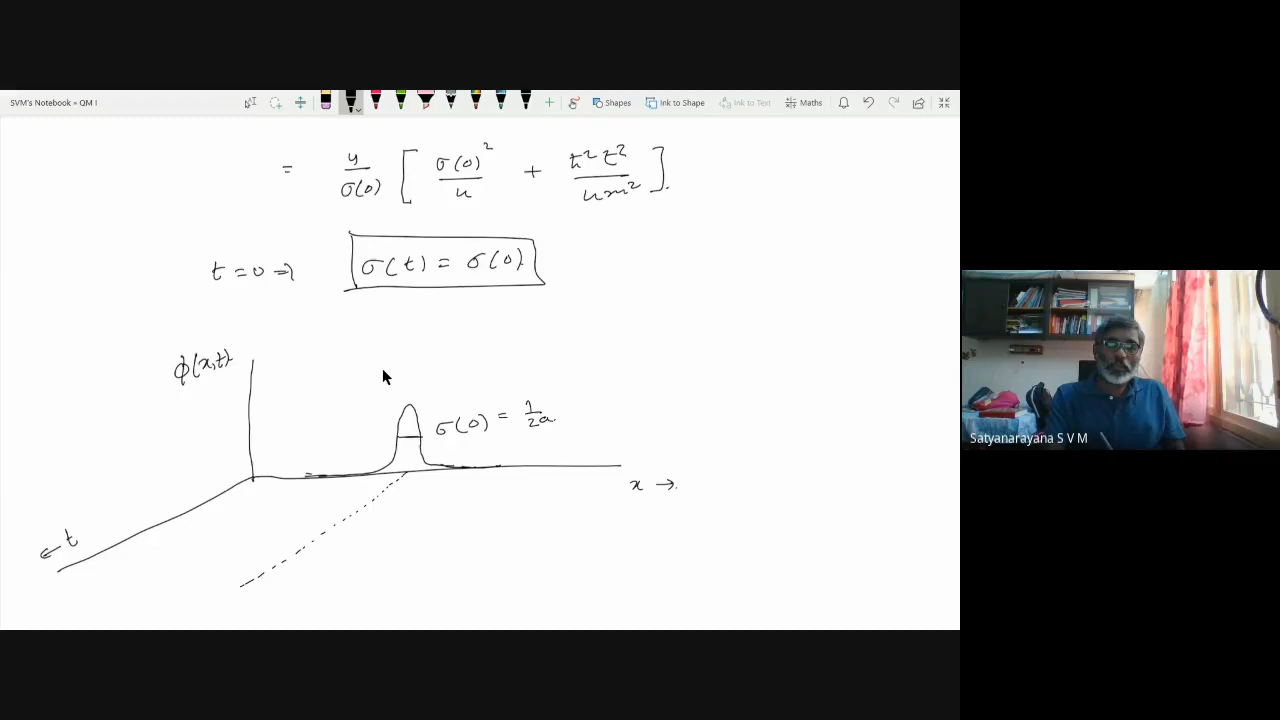 SVM's Notebook » QM I
Shapes Ink to Shape Ink to Text Maths
= 4/σ(0) [ σ(0)²/4 + ħ²t²/4m² ].
t = 0 ⇒ σ(t) = σ(0)
φ(x,t)
σ(0) = 1/2a
x →
← t
Satyanarayana S V M